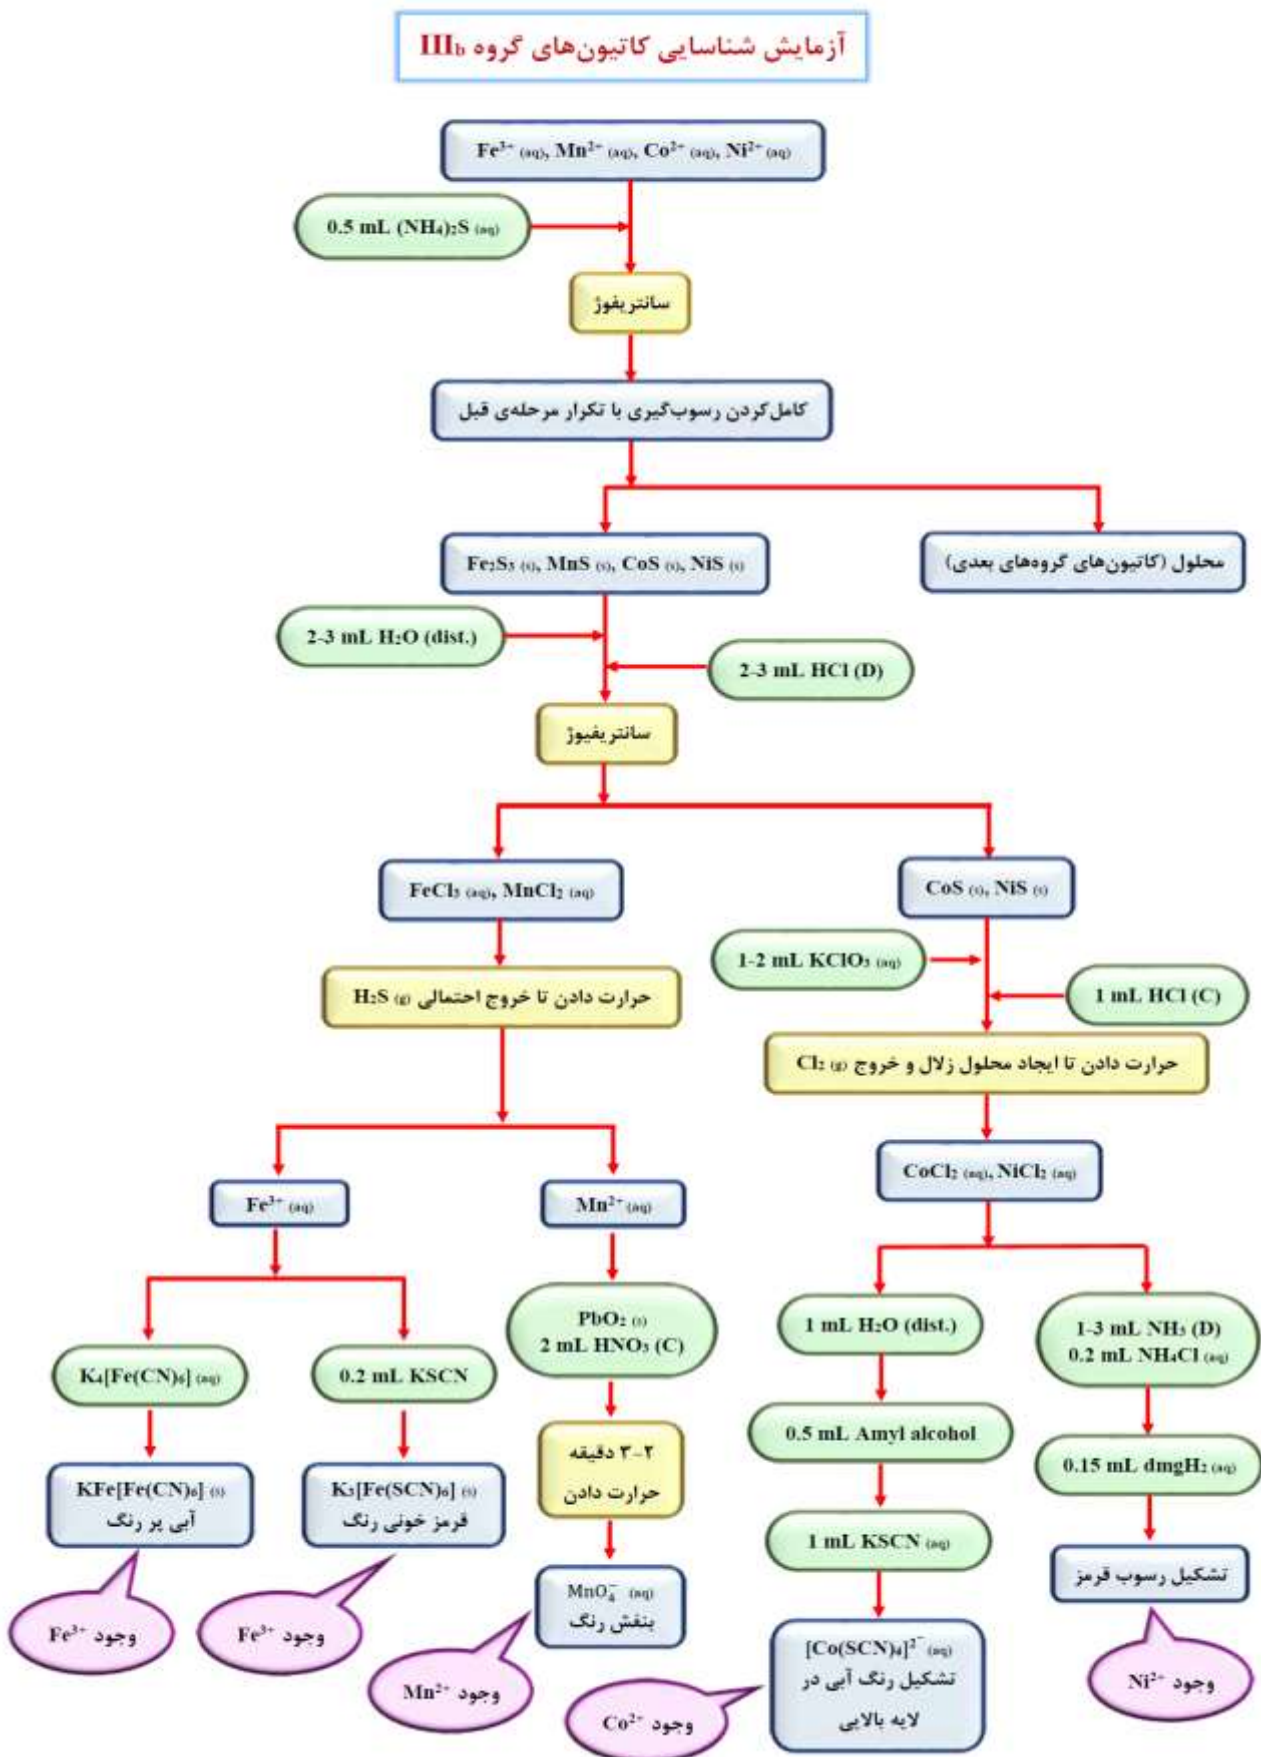 آزمایش شناسایی کاتیون‌های گروه IIIb
Fe³⁺ (aq), Mn²⁺ (aq), Co²⁺ (aq), Ni²⁺ (aq)
0.5 mL (NH₄)₂S (aq)
سانتریفوژ
کامل‌کردن رسوب‌گیری با تکرار مرحله‌ی قبل
Fe₂S₃ (s), MnS (s), CoS (s), NiS (s)
محلول (کاتیون‌های گروه‌های بعدی)
2-3 mL H₂O (dist.)
2-3 mL HCl (D)
سانتریفیوژ
FeCl₃ (aq), MnCl₂ (aq)
CoS (s), NiS (s)
1-2 mL KClO₃ (aq)
1 mL HCl (C)
حرارت دادن تا خروج احتمالی H₂S (g)
حرارت دادن تا ایجاد محلول زلال و خروج Cl₂ (g)
CoCl₂ (aq), NiCl₂ (aq)
Fe³⁺ (aq)
Mn²⁺ (aq)
K₄[Fe(CN)₆] (aq)
0.2 mL KSCN
PbO₂ (s)
2 mL HNO₃ (C)
1 mL H₂O (dist.)
1-3 mL NH₃ (D)
0.2 mL NH₄Cl (aq)
KFe[Fe(CN)₆] (s)
آبی پر رنگ
K₃[Fe(SCN)₆] (s)
قرمز خونی رنگ
۲-۳ دقیقه
حرارت دادن
0.5 mL Amyl alcohol
0.15 mL dmgH₂ (aq)
1 mL KSCN (aq)
تشکیل رسوب قرمز
MnO₄⁻ (aq)
بنفش رنگ
[Co(SCN)₄]²⁻ (aq)
تشکیل رنگ آبی در
لایه بالایی
وجود Fe³⁺
وجود Fe³⁺
وجود Mn²⁺
وجود Co²⁺
وجود Ni²⁺